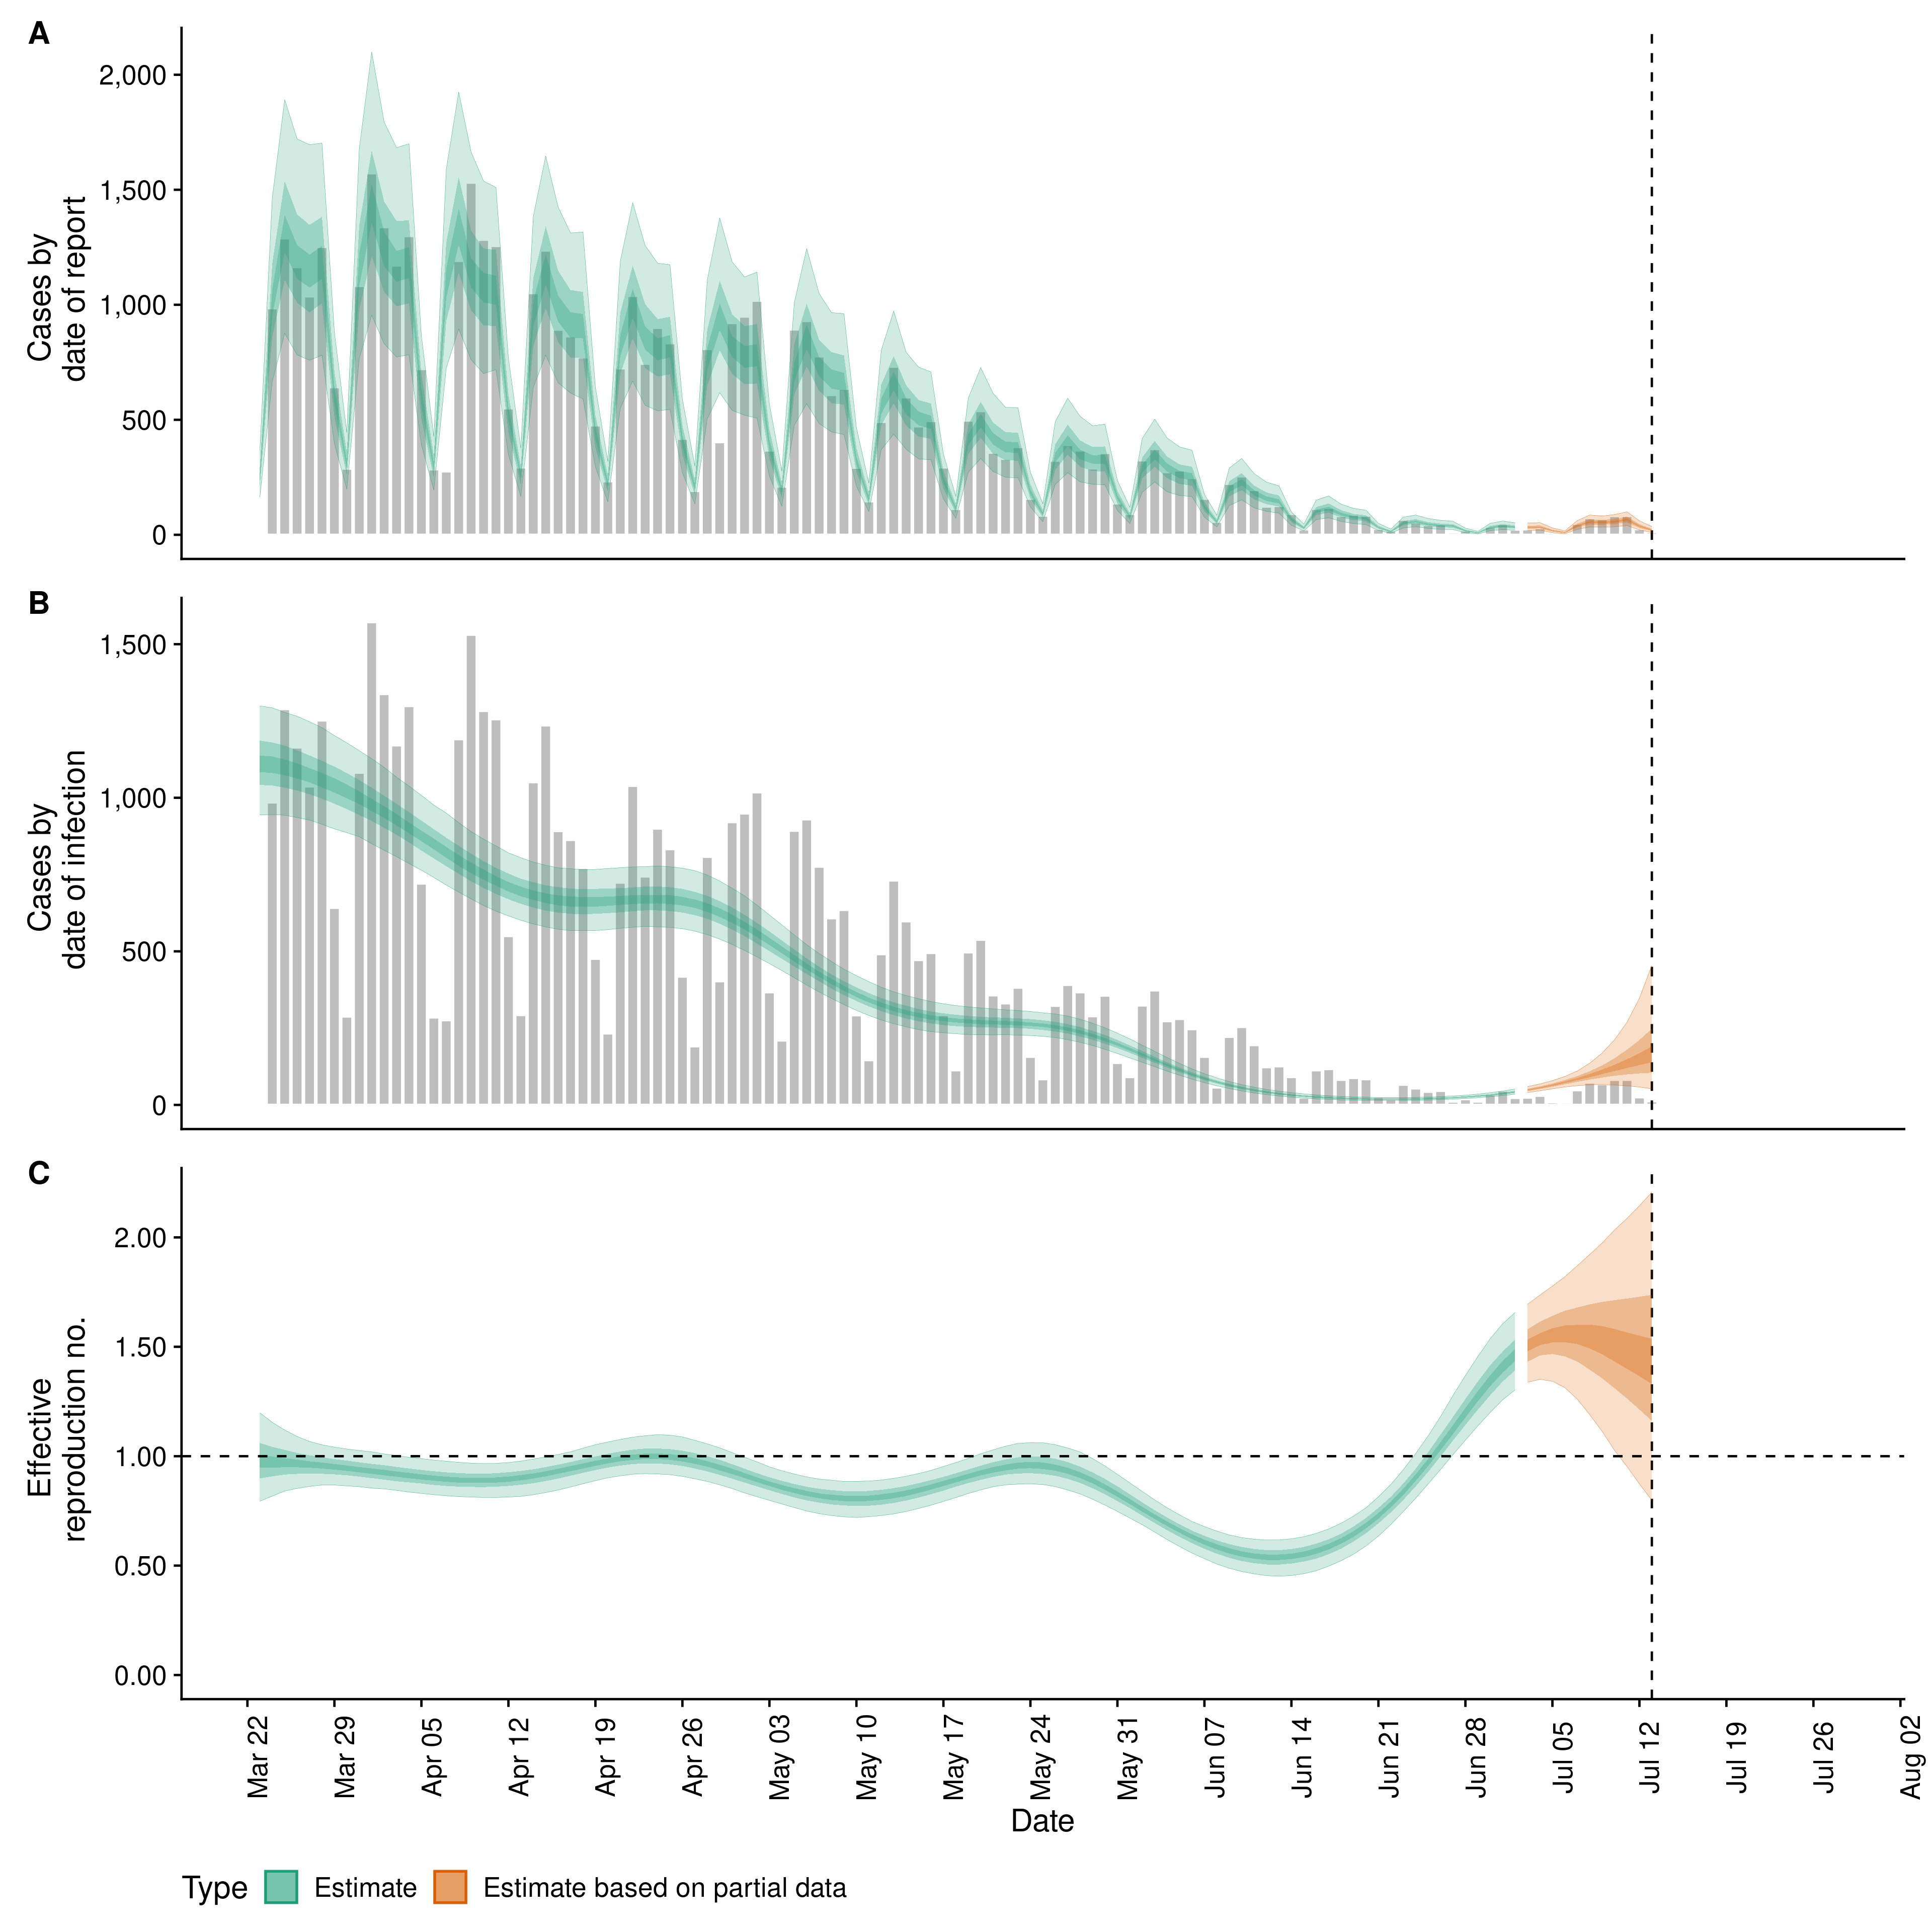 A
2,000
1,500
1,000
500
0
Cases by
date of report
B
1,500
1,000
500
0
Cases by
date of infection
C
2.00
1.50
1.00
0.50
0.00
Effective
reproduction no.
Mar 22
Mar 29
Apr 05
Apr 12
Apr 19
Apr 26
May 03
May 10
May 17
May 24
May 31
Jun 07
Jun 14
Jun 21
Jun 28
Jul 05
Jul 12
Jul 19
Jul 26
Aug 02
Date
Type Estimate Estimate based on partial data